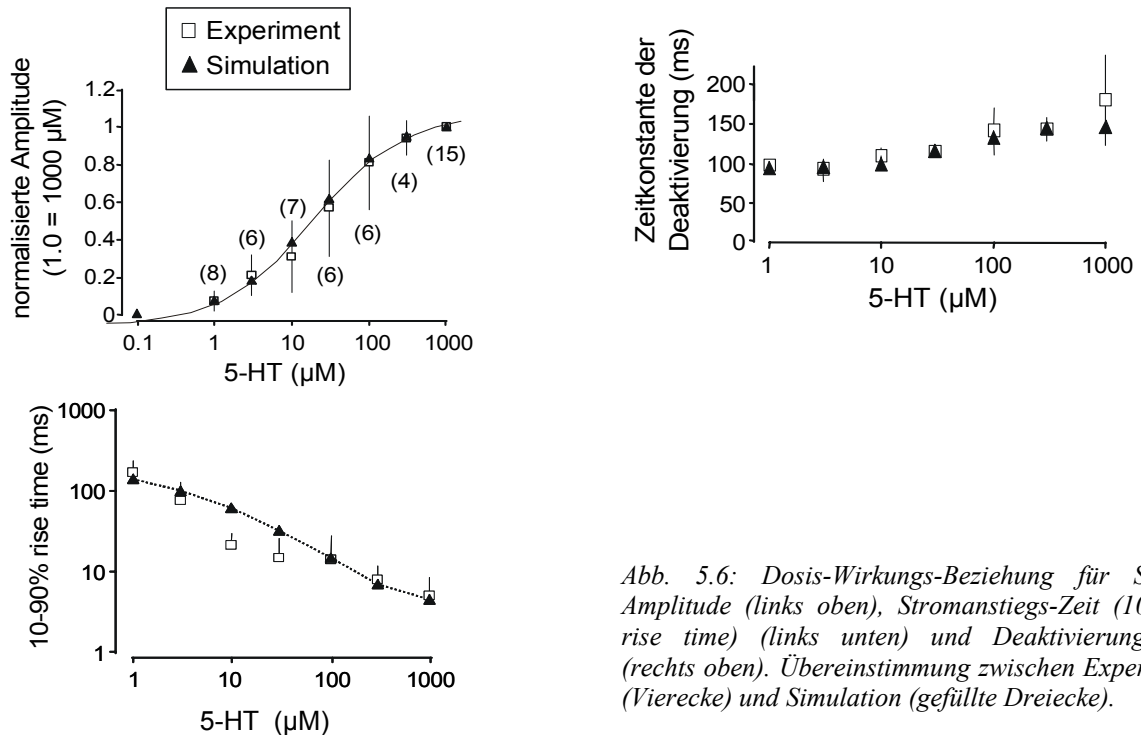 Experiment
Simulation
normalisierte Amplitude
(1.0 = 1000 µM)
1.2
1
0.8
0.6
0.4
0.2
0
(8)
(6)
(7)
(6)
(6)
(4)
(15)
0.1
1
10
100
1000
5-HT (µM)
Zeitkonstante der
Deaktivierung (ms)
200
150
100
50
0
1
10
100
1000
5-HT (µM)
10-90% rise time (ms)
1000
100
10
1
1
10
100
1000
5-HT (µM)
Abb. 5.6: Dosis-Wirkungs-Beziehung für S
Amplitude (links oben), Stromanstiegs-Zeit (10
rise time) (links unten) und Deaktivierung
(rechts oben). Übereinstimmung zwischen Exper
(Vierecke) und Simulation (gefüllte Dreiecke).